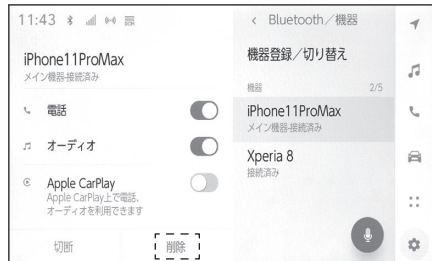 11:43
iPhone11ProMax
メイン機器-接続済み
電話
オーディオ
Apple CarPlay
Apple CarPlay上で電話、
オーディオを利用できます
切断
削除
< Bluetooth／機器
機器登録／切り替え
機器 2/5
iPhone11ProMax
メイン機器-接続済み
Xperia 8
接続済み